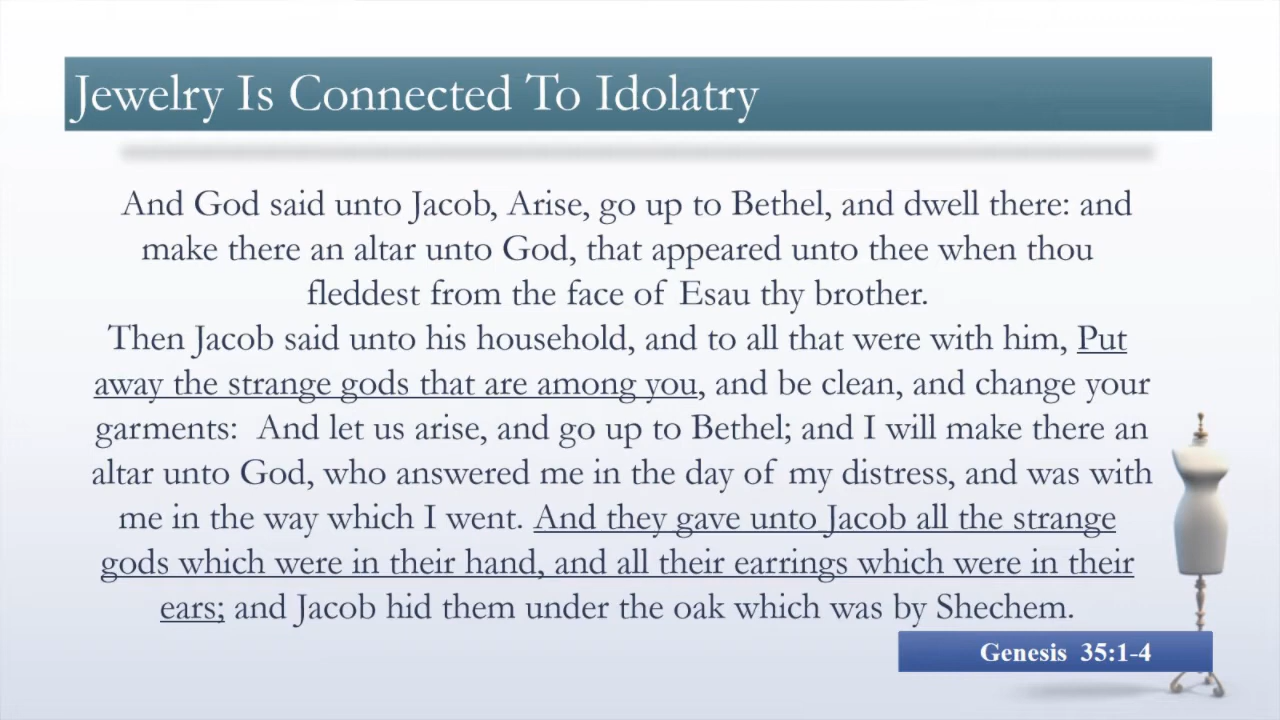 Jewelry Is Connected To Idolatry
And God said unto Jacob, Arise, go up to Bethel, and dwell there: and
make there an altar unto God, that appeared unto thee when thou
fleddest from the face of Esau thy brother.
Then Jacob said unto his household, and to all that were with him, Put
away the strange gods that are among you, and be clean, and change your
garments:  And let us arise, and go up to Bethel; and I will make there an
altar unto God, who answered me in the day of my distress, and was with
me in the way which I went. And they gave unto Jacob all the strange
gods which were in their hand, and all their earrings which were in their
ears; and Jacob hid them under the oak which was by Shechem.
Genesis  35:1-4